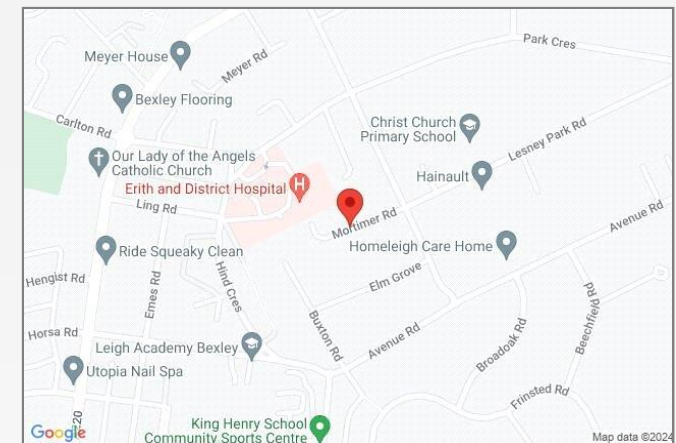 Park Cres
Meyer House
Meyer Rd
Bexley Flooring
Carlton Rd
Christ Church
Primary School
Lesney Park Rd
Our Lady of the Angels
Catholic Church
Hainault
H
Erith and District Hospital
Ling Rd
Mortimer Rd
Avenue Rd
Homeleigh Care Home
Ride Squeaky Clean
Hengist Rd
Emes Rd
Hind Cres
Elm Grove
Beechfield Rd
Buxton Rd
Horsa Rd
Avenue Rd
Broadoak Rd
Leigh Academy Bexley
Utopia Nail Spa
Frinsted Rd
King Henry School
Community Sports Centre
Google
Map data ©2024